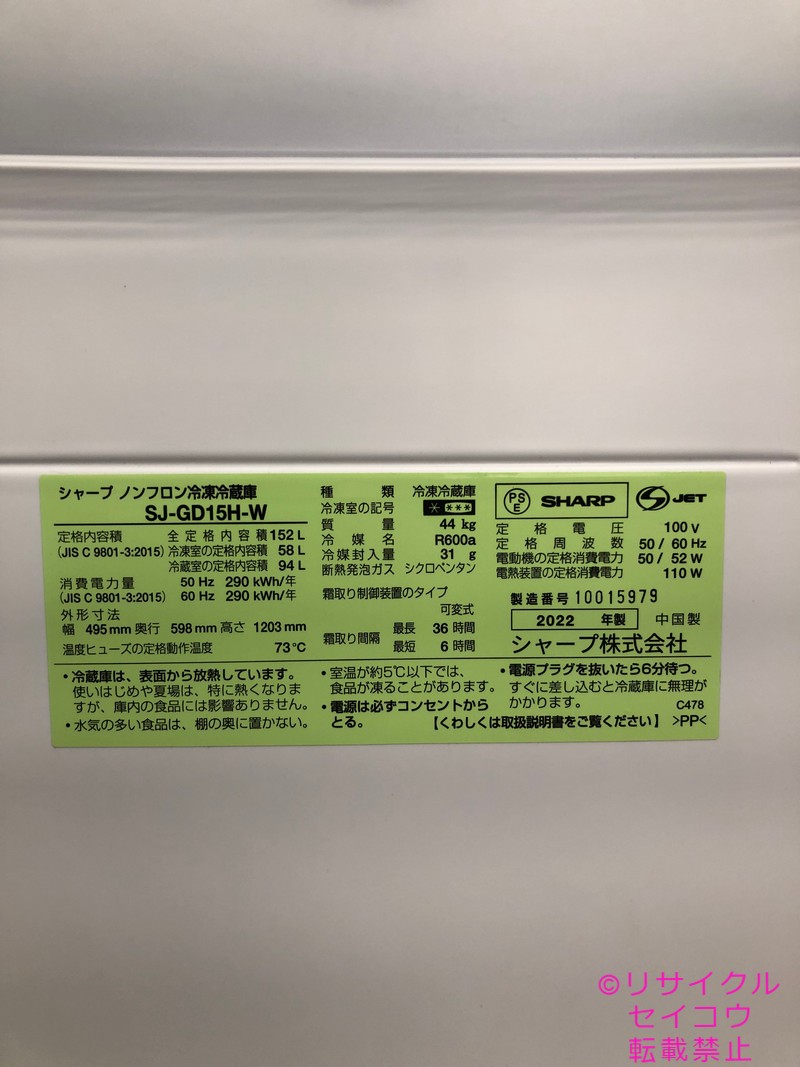 シャープ ノンフロン冷凍冷蔵庫
SJ-GD15H-W
定格内容積 全定格内容積 152 L
(JIS C 9801-3:2015) 冷凍室の定格内容積 58 L
冷蔵室の定格内容積 94 L
消費電力量 50 Hz 290 kWh/年
(JIS C 9801-3:2015) 60 Hz 290 kWh/年
外形寸法
幅 495 mm 奥行 598 mm 高さ 1203 mm
温度ヒューズの定格動作温度 73℃
種類 冷凍冷蔵庫
冷凍室の記号 * ***
質量 44 kg
冷媒名 R600a
冷媒封入量 31 g
断熱発泡ガス シクロペンタン
霜取り制御装置のタイプ
可変式
霜取り間隔 最長 36 時間
最短 6 時間
PS
E
SHARP
S JET
定格電圧 100 V
定格周波数 50 / 60 Hz
電動機の定格消費電力 50 / 52 W
電熱装置の定格消費電力 110 W
製造番号 10015979
2022 年製 中国製
シャープ株式会社
・冷蔵庫は、表面から放熱しています。
使いはじめや夏場は、特に熱くなりま
すが、庫内の食品には影響ありません。
・水気の多い食品は、棚の奥に置かない。
・室温が約5℃以下では、
食品が凍ることがあります。
・電源は必ずコンセントから
とる。
・電源プラグを抜いたら6分待つ。
すぐに差し込むと冷蔵庫に無理が
かかります。 C478
【くわしくは取扱説明書をご覧ください】 >PP<
©リサイクル
セイコウ
転載禁止